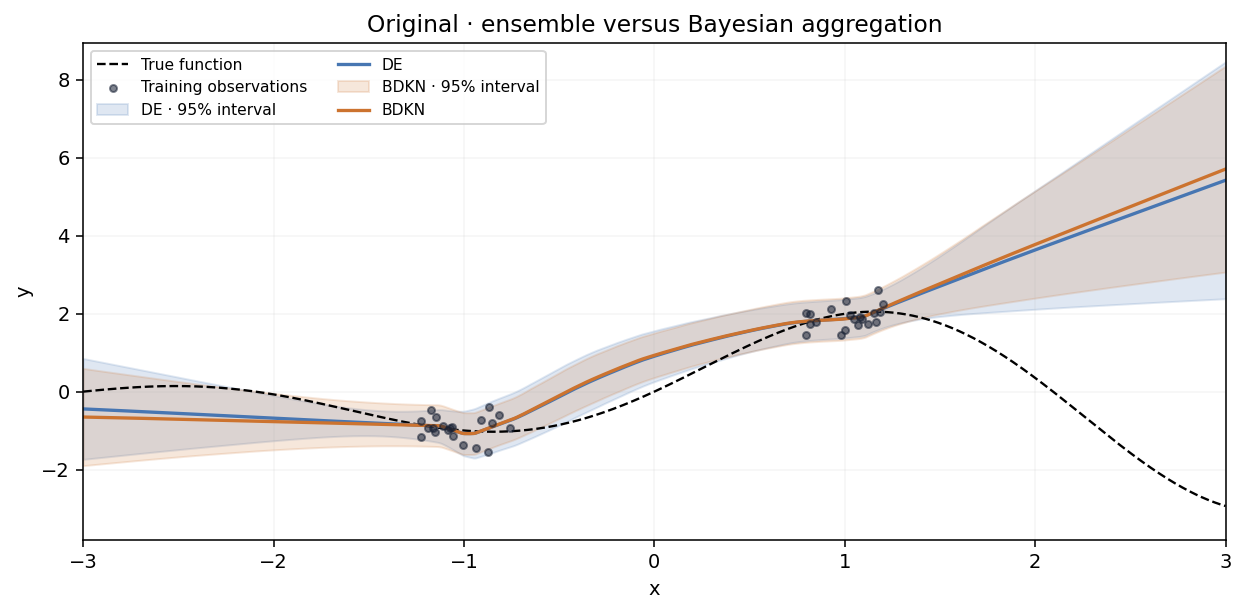 Original · ensemble versus Bayesian aggregation
True function
Training observations
DE · 95% interval
DE
BDKN · 95% interval
BDKN
8
6
4
2
0
−2
y
−3
−2
−1
0
1
2
3
x